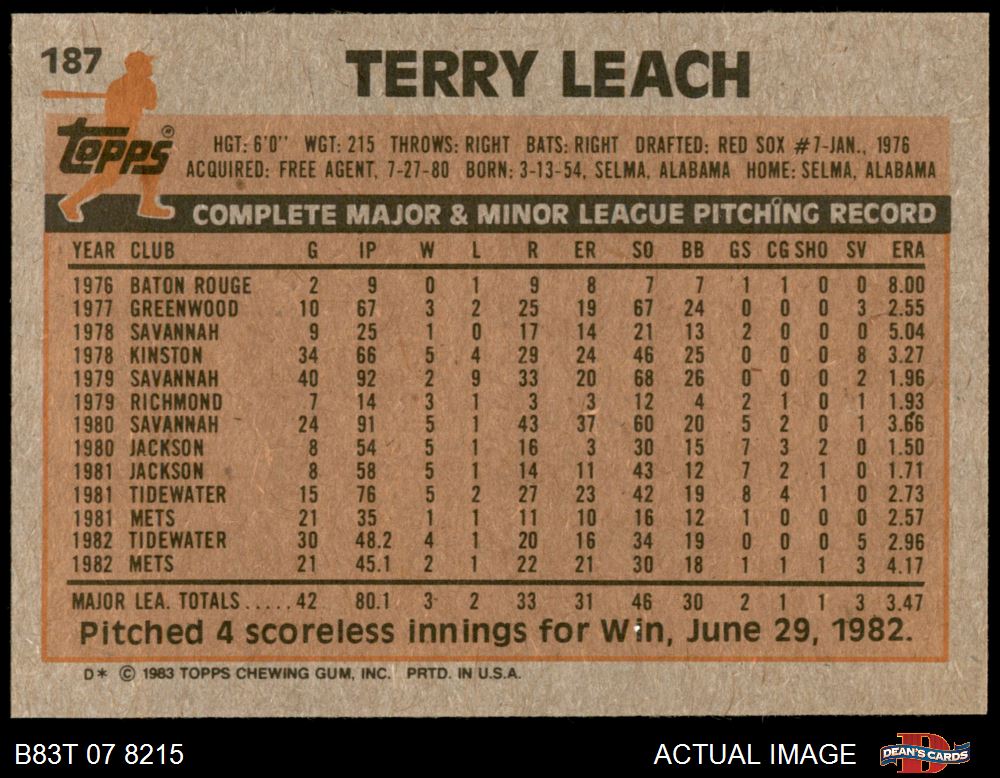 187
TERRY LEACH
topps®
HGT: 6'0" WGT: 215 THROWS: RIGHT BATS: RIGHT DRAFTED: RED SOX #7-JAN., 1976
ACQUIRED: FREE AGENT, 7-27-80 BORN: 3-13-54, SELMA, ALABAMA HOME: SELMA, ALABAMA
COMPLETE MAJOR & MINOR LEAGUE PITCHING RECORD
YEAR CLUB G IP W L R ER SO BB GS CG SHO SV ERA
1976 BATON ROUGE 2 9 0 1 9 8 7 7 1 1 0 0 8.00
1977 GREENWOOD 10 67 3 2 25 19 67 24 0 0 0 3 2.55
1978 SAVANNAH 9 25 1 0 17 14 21 13 2 0 0 0 5.04
1978 KINSTON 34 66 5 4 29 24 46 25 0 0 0 8 3.27
1979 SAVANNAH 40 92 2 9 33 20 68 26 0 0 0 2 1.96
1979 RICHMOND 7 14 3 1 3 3 12 4 2 1 0 1 1.93
1980 SAVANNAH 24 91 5 1 43 37 60 20 5 2 0 1 3.66
1980 JACKSON 8 54 5 1 16 3 30 15 7 3 2 0 1.50
1981 JACKSON 8 58 5 1 14 11 43 12 7 2 1 0 1.71
1981 TIDEWATER 15 76 5 2 27 23 42 19 8 4 1 0 2.73
1981 METS 21 35 1 1 11 10 16 12 1 0 0 0 2.57
1982 TIDEWATER 30 48.2 4 1 20 16 34 19 0 0 0 5 2.96
1982 METS 21 45.1 2 1 22 21 30 18 1 1 1 3 4.17
MAJOR LEA. TOTALS.....42 80.1 3 2 33 31 46 30 2 1 1 3 3.47
Pitched 4 scoreless innings for Win, June 29, 1982.
D* © 1983 TOPPS CHEWING GUM, INC. PRTD. IN U.S.A.
B83T 07 8215 ACTUAL IMAGE D DEAN'S CARDS